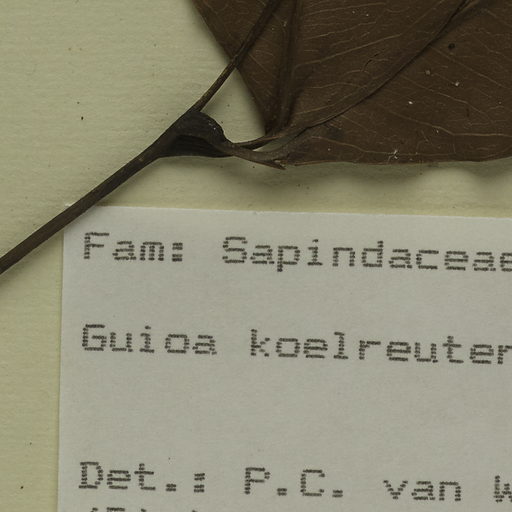 Fam: Sapindaceae
Guioa koelreuter
Det.: P.C. van W